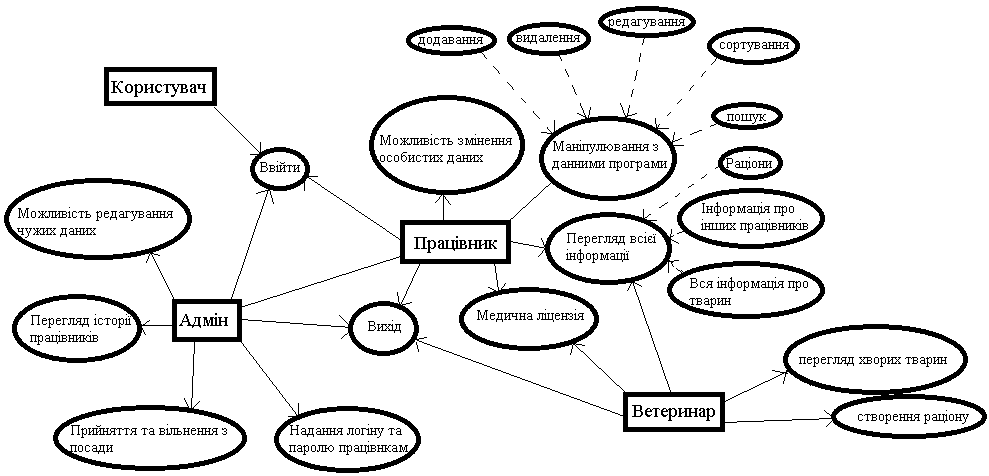 додавання
видалення
редагування
сортування
Користувач
пошук
Можливість змінення
особистих даних
Маніпулювання з
данними програми
Ввійти
Раціони
Можливість редагування
чужих даних
Інформація про
інших працівників
Працівник
Перегляд всієї
інформації
Вся інформація про
тварин
Перегляд історії
працівників
Адмін
Вихід
Медична ліцензія
перегляд хворих тварин
Ветеринар
створення раціону
Прийняття та вільнення з
посади
Надання логіну та
паролю працівнкам